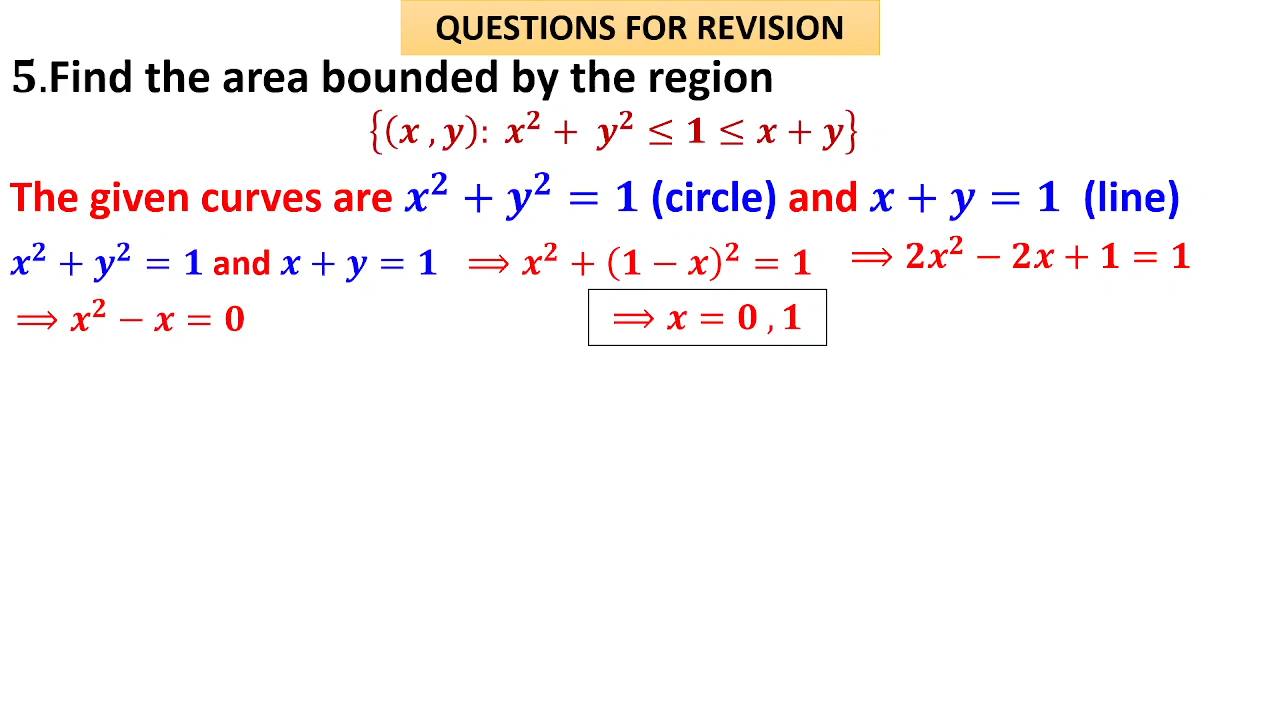 QUESTIONS FOR REVISION
5.Find the area bounded by the region
{(x , y): x² + y² ≤ 1 ≤ x + y}
The given curves are x² + y² = 1 (circle) and x + y = 1 (line)
x² + y² = 1 and x + y = 1 ⟹ x² + (1 − x)² = 1 ⟹ 2x² − 2x + 1 = 1
⟹ x² − x = 0 ⟹ x = 0 , 1